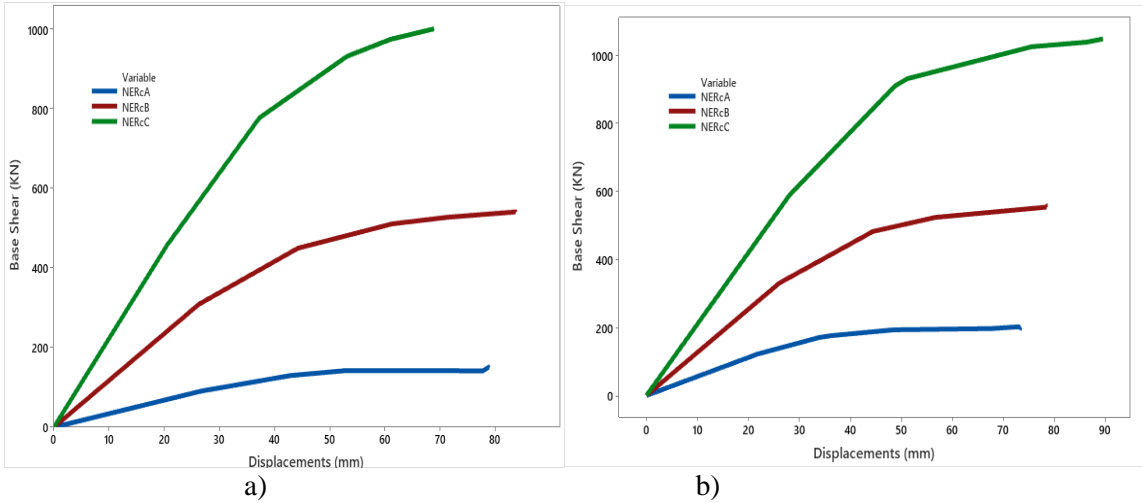 1000
800
600
400
200
0
Base Shear (KN)
Variable
NERcA
NERcB
NERcC
0 10 20 30 40 50 60 70 80
Displacements (mm)
a)
1000
800
600
400
200
0
Base Shear (KN)
Variable
NERcA
NERcB
NERcC
0 10 20 30 40 50 60 70 80 90
Displacements (mm)
b)